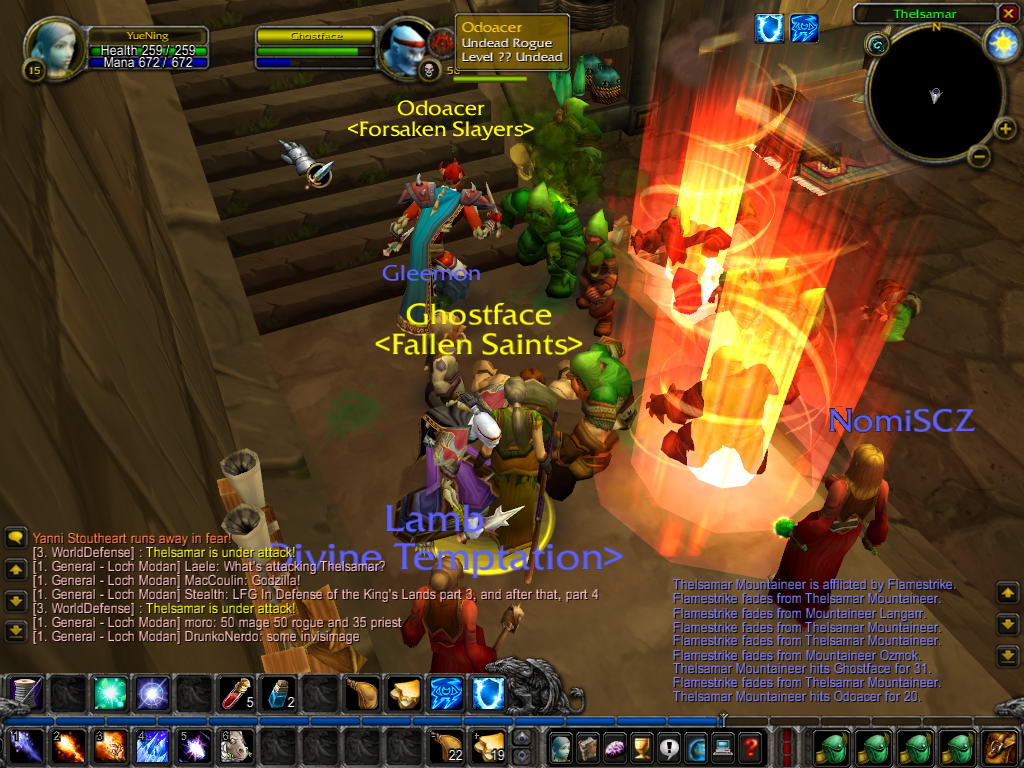 YueNing
Health 259 / 259
Mana 672 / 672
15
Ghostface
Odoacer
Undead Rogue
Level ?? Undead
Thelsamar
N
Odoacer
<Forsaken Slayers>
Gleemon
Ghostface
<Fallen Saints>
NomiSCZ
Lamb
Divine Temptation>
Yanni Stoutheart runs away in fear!
[3. WorldDefense] : Thelsamar is under attack!
[1. General - Loch Modan] Laele: What's attacking Thelsamar?
[1. General - Loch Modan] MacCoulin: Godzilla!
[1. General - Loch Modan] Stealth: LFG In Defense of the King's Lands part 3, and after that, part 4
[3. WorldDefense] : Thelsamar is under attack!
[1. General - Loch Modan] moro: 50 mage 50 rogue and 35 priest
[1. General - Loch Modan] DrunkoNerdo: some invisimage
Thelsamar Mountaineer is afflicted by Flamestrike.
Flamestrike fades from Thelsamar Mountaineer.
Flamestrike fades from Mountaineer Langarr.
Flamestrike fades from Thelsamar Mountaineer.
Flamestrike fades from Thelsamar Mountaineer.
Flamestrike fades from Mountaineer Ozmok.
Thelsamar Mountaineer hits Ghostface for 31.
Flamestrike fades from Thelsamar Mountaineer.
Thelsamar Mountaineer hits Odoacer for 20.
5
2
1
2
3
4
5
6
22
19